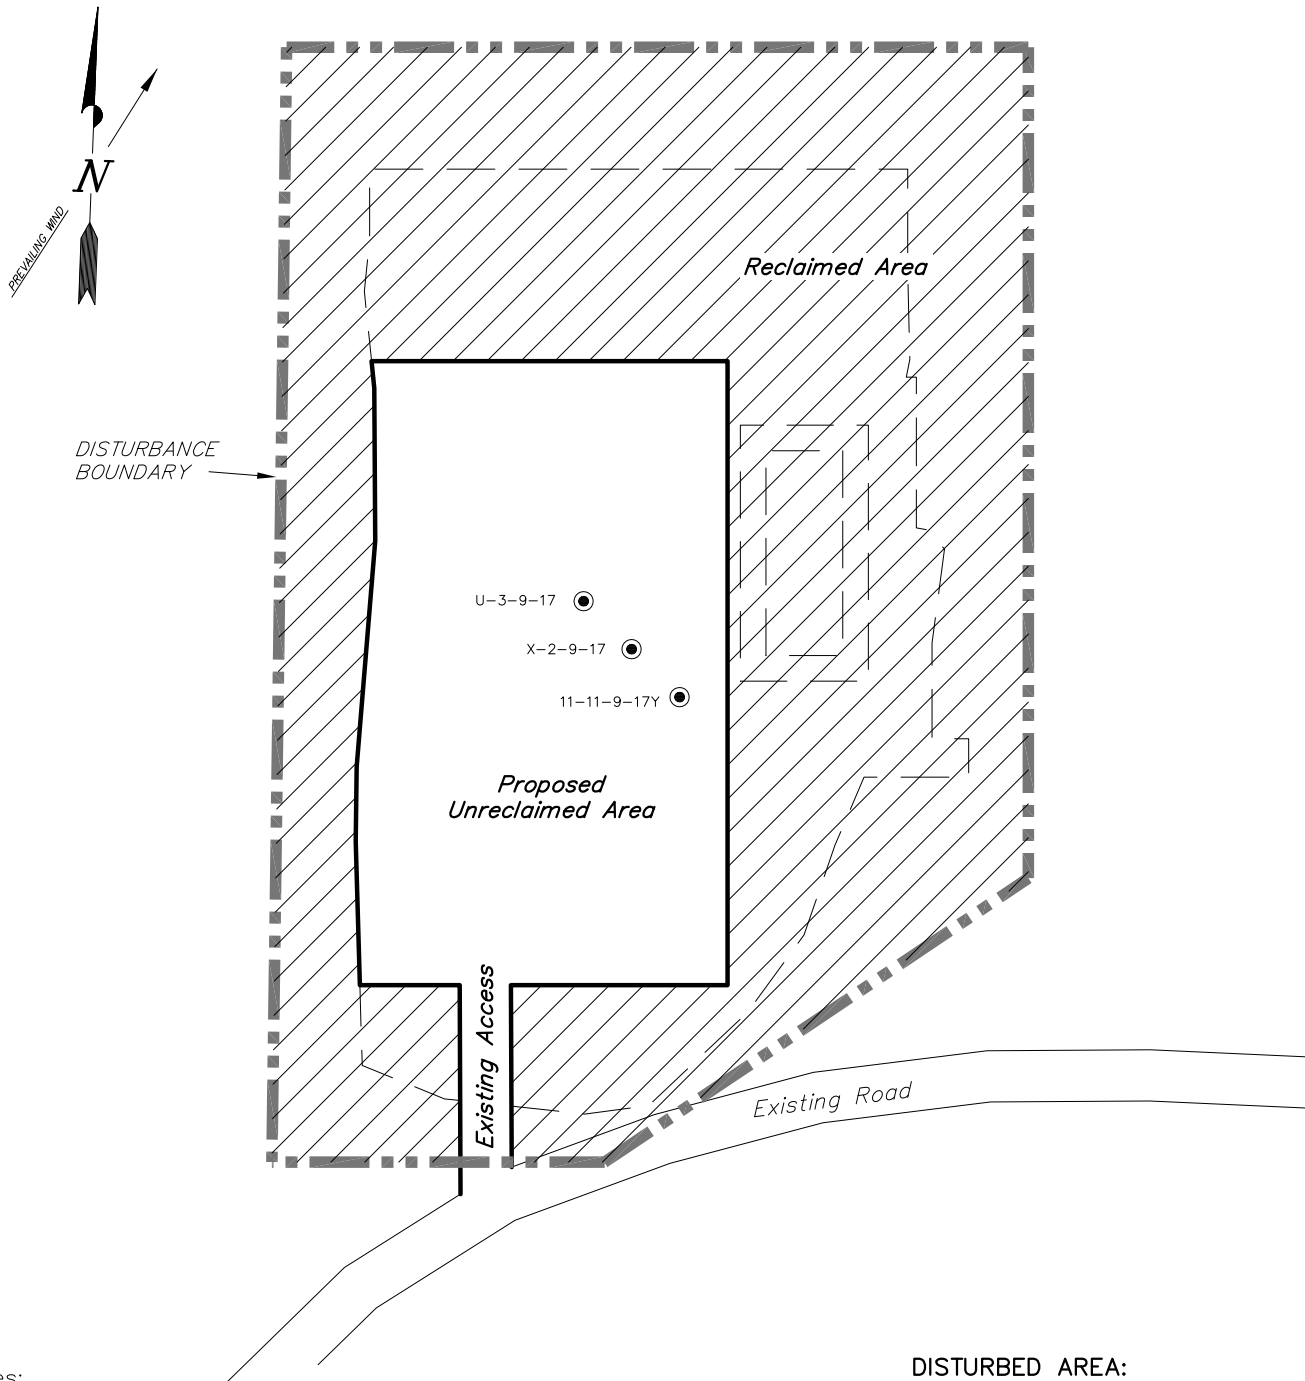 N
PREVAILING WIND
Reclaimed Area
DISTURBANCE
BOUNDARY
U-3-9-17
X-2-9-17
11-11-9-17Y
Proposed
Unreclaimed Area
Existing Access
Existing Road
DISTURBED AREA: